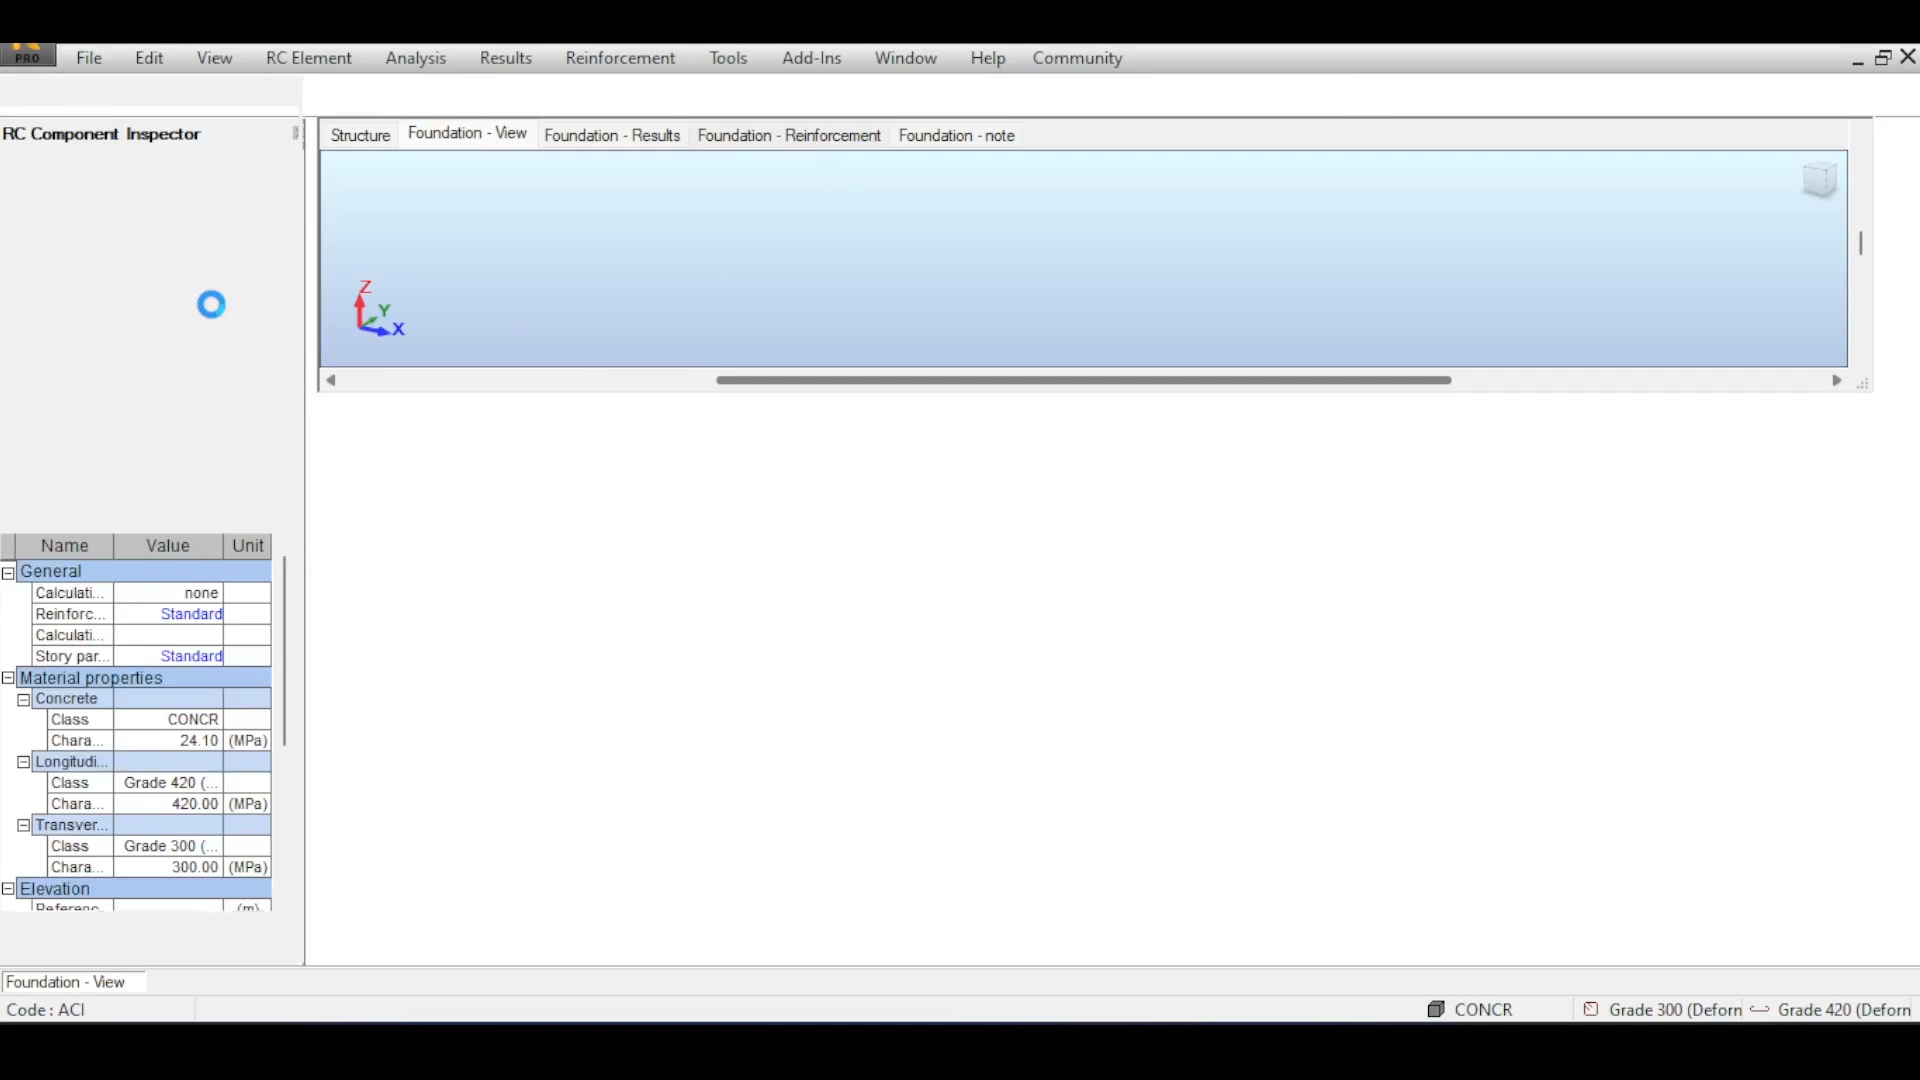 PRO File Edit View RC Element Analysis Results Reinforcement Tools Add-Ins Window Help Community
RC Component Inspector
Structure Foundation - View Foundation - Results Foundation - Reinforcement Foundation - note
Z
Y
X
Name Value Unit
General
Calculati... none
Reinforc... Standard
Calculati...
Story par... Standard
Material properties
Concrete
Class CONCR
Chara... 24.10 (MPa)
Longitudi...
Class Grade 420 (...
Chara... 420.00 (MPa)
Transver...
Class Grade 300 (...
Chara... 300.00 (MPa)
Elevation
Referenc... (m)
Foundation - View
Code : ACI CONCR Grade 300 (Deforn Grade 420 (Deforn